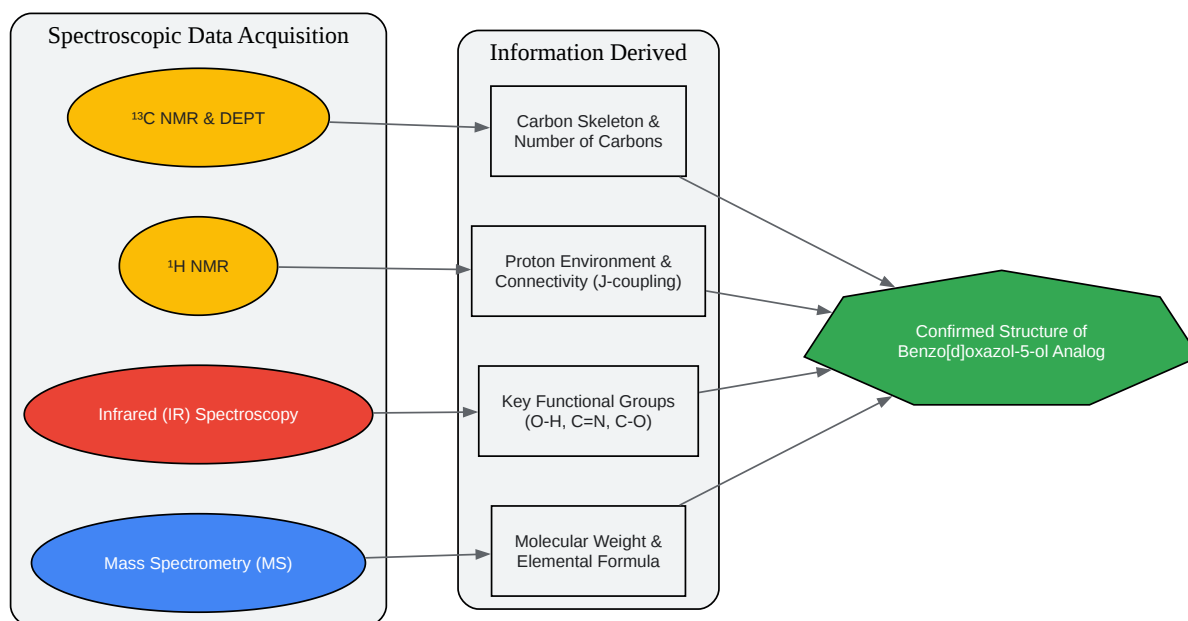 Spectroscopic Data Acquisition
Information Derived
¹³C NMR & DEPT
Carbon Skeleton &
Number of Carbons
¹H NMR
Proton Environment &
Connectivity (J-coupling)
Confirmed Structure of
Benzo[d]oxazol-5-ol Analog
Infrared (IR) Spectroscopy
Key Functional Groups
(O-H, C=N, C-O)
Mass Spectrometry (MS)
Molecular Weight &
Elemental Formula